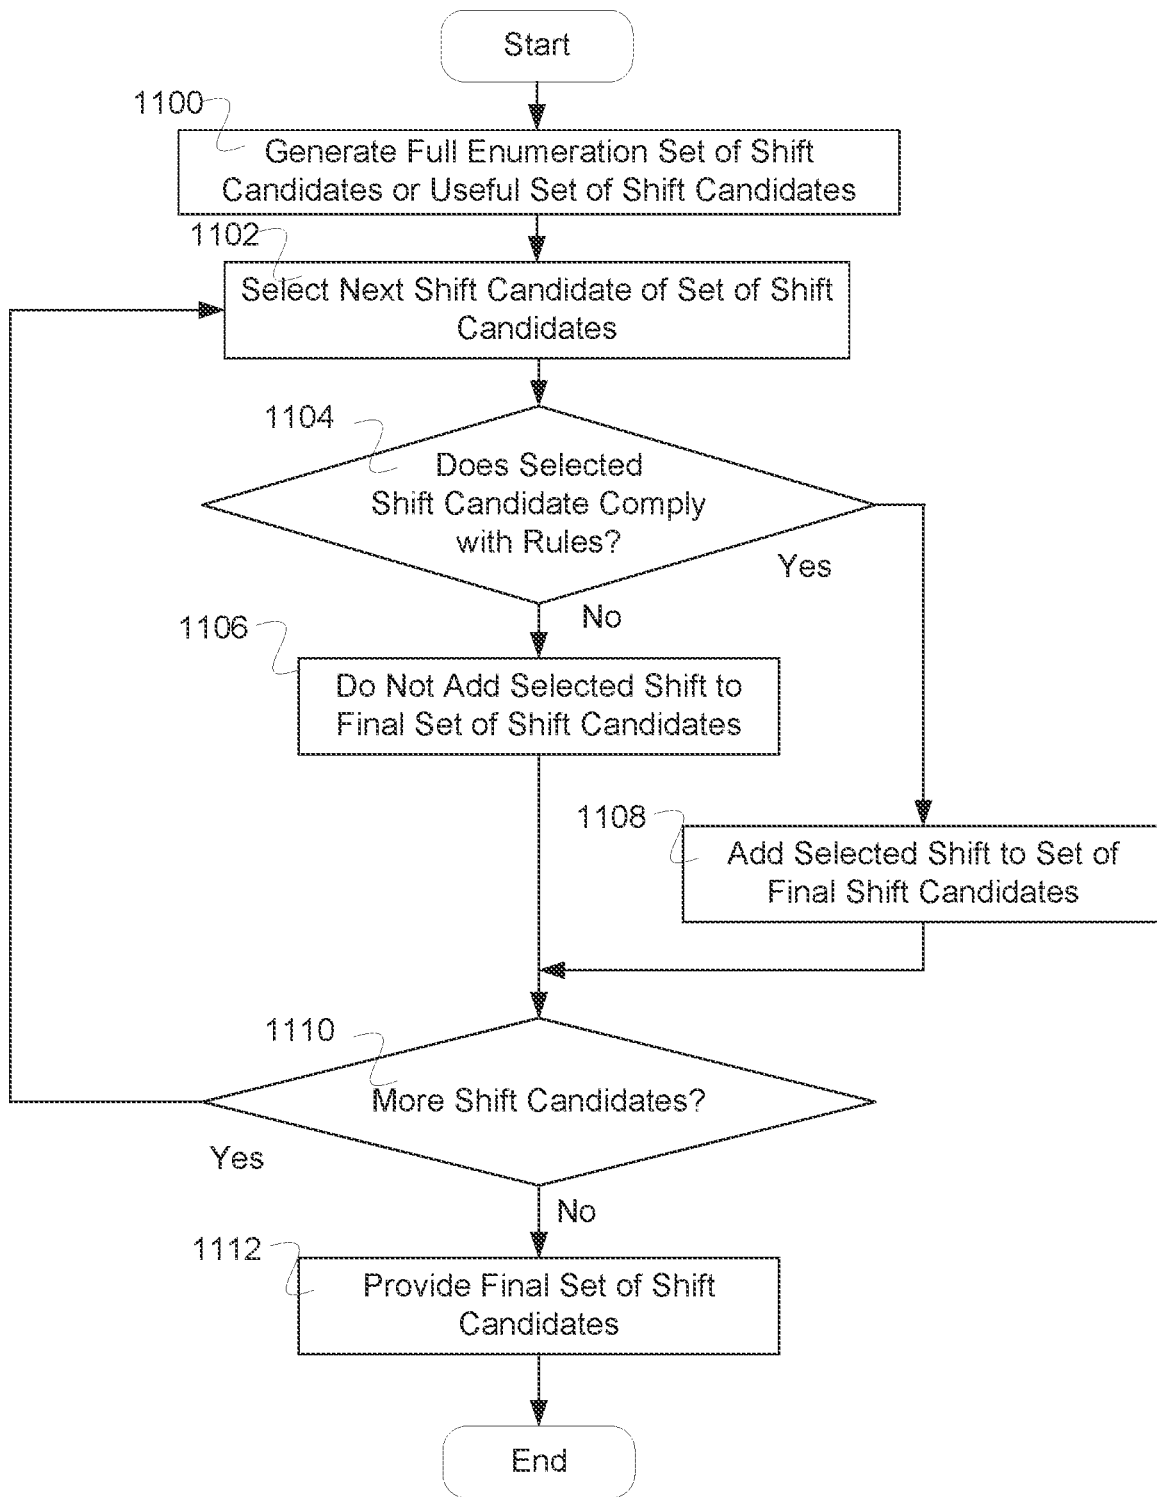 Start
1100
Generate Full Enumeration Set of Shift
Candidates or Useful Set of Shift Candidates
1102
Select Next Shift Candidate of Set of Shift
Candidates
1104
Does Selected
Shift Candidate Comply
with Rules?
Yes
No
1106
Do Not Add Selected Shift to
Final Set of Shift Candidates
1108
Add Selected Shift to Set of
Final Shift Candidates
1110
More Shift Candidates?
Yes
No
1112
Provide Final Set of Shift
Candidates
End